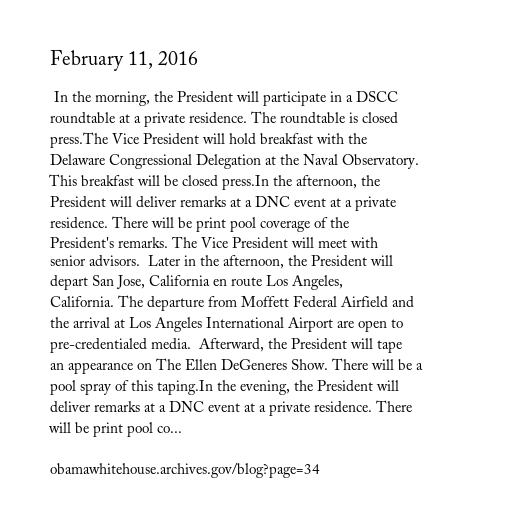 February 11, 2016
In the morning, the President will participate in a DSCC
roundtable at a private residence. The roundtable is closed
press.The Vice President will hold breakfast with the
Delaware Congressional Delegation at the Naval Observatory.
This breakfast will be closed press.In the afternoon, the
President will deliver remarks at a DNC event at a private
residence. There will be print pool coverage of the
President's remarks. The Vice President will meet with
senior advisors.  Later in the afternoon, the President will
depart San Jose, California en route Los Angeles,
California. The departure from Moffett Federal Airfield and
the arrival at Los Angeles International Airport are open to
pre-credentialed media.  Afterward, the President will tape
an appearance on The Ellen DeGeneres Show. There will be a
pool spray of this taping.In the evening, the President will
deliver remarks at a DNC event at a private residence. There
will be print pool co...
obamawhitehouse.archives.gov/blog?page=34